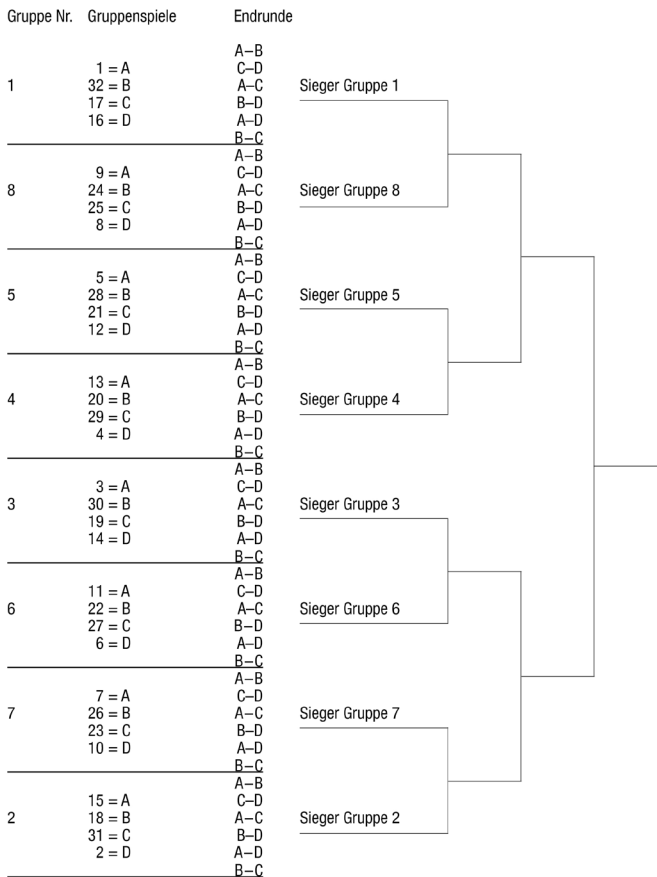 Gruppe Nr. Gruppenspiele Endrunde
A–B
1 = A C–D
1 32 = B A–C Sieger Gruppe 1
17 = C B–D
16 = D A–D
B–C
A–B
9 = A C–D
8 24 = B A–C Sieger Gruppe 8
25 = C B–D
8 = D A–D
B–C
A–B
5 = A C–D
5 28 = B A–C Sieger Gruppe 5
21 = C B–D
12 = D A–D
B–C
A–B
13 = A C–D
4 20 = B A–C Sieger Gruppe 4
29 = C B–D
4 = D A–D
B–C
A–B
3 = A C–D
3 30 = B A–C Sieger Gruppe 3
19 = C B–D
14 = D A–D
B–C
A–B
11 = A C–D
6 22 = B A–C Sieger Gruppe 6
27 = C B–D
6 = D A–D
B–C
A–B
7 = A C–D
7 26 = B A–C Sieger Gruppe 7
23 = C B–D
10 = D A–D
B–C
A–B
15 = A C–D
2 18 = B A–C Sieger Gruppe 2
31 = C B–D
2 = D A–D
B–C